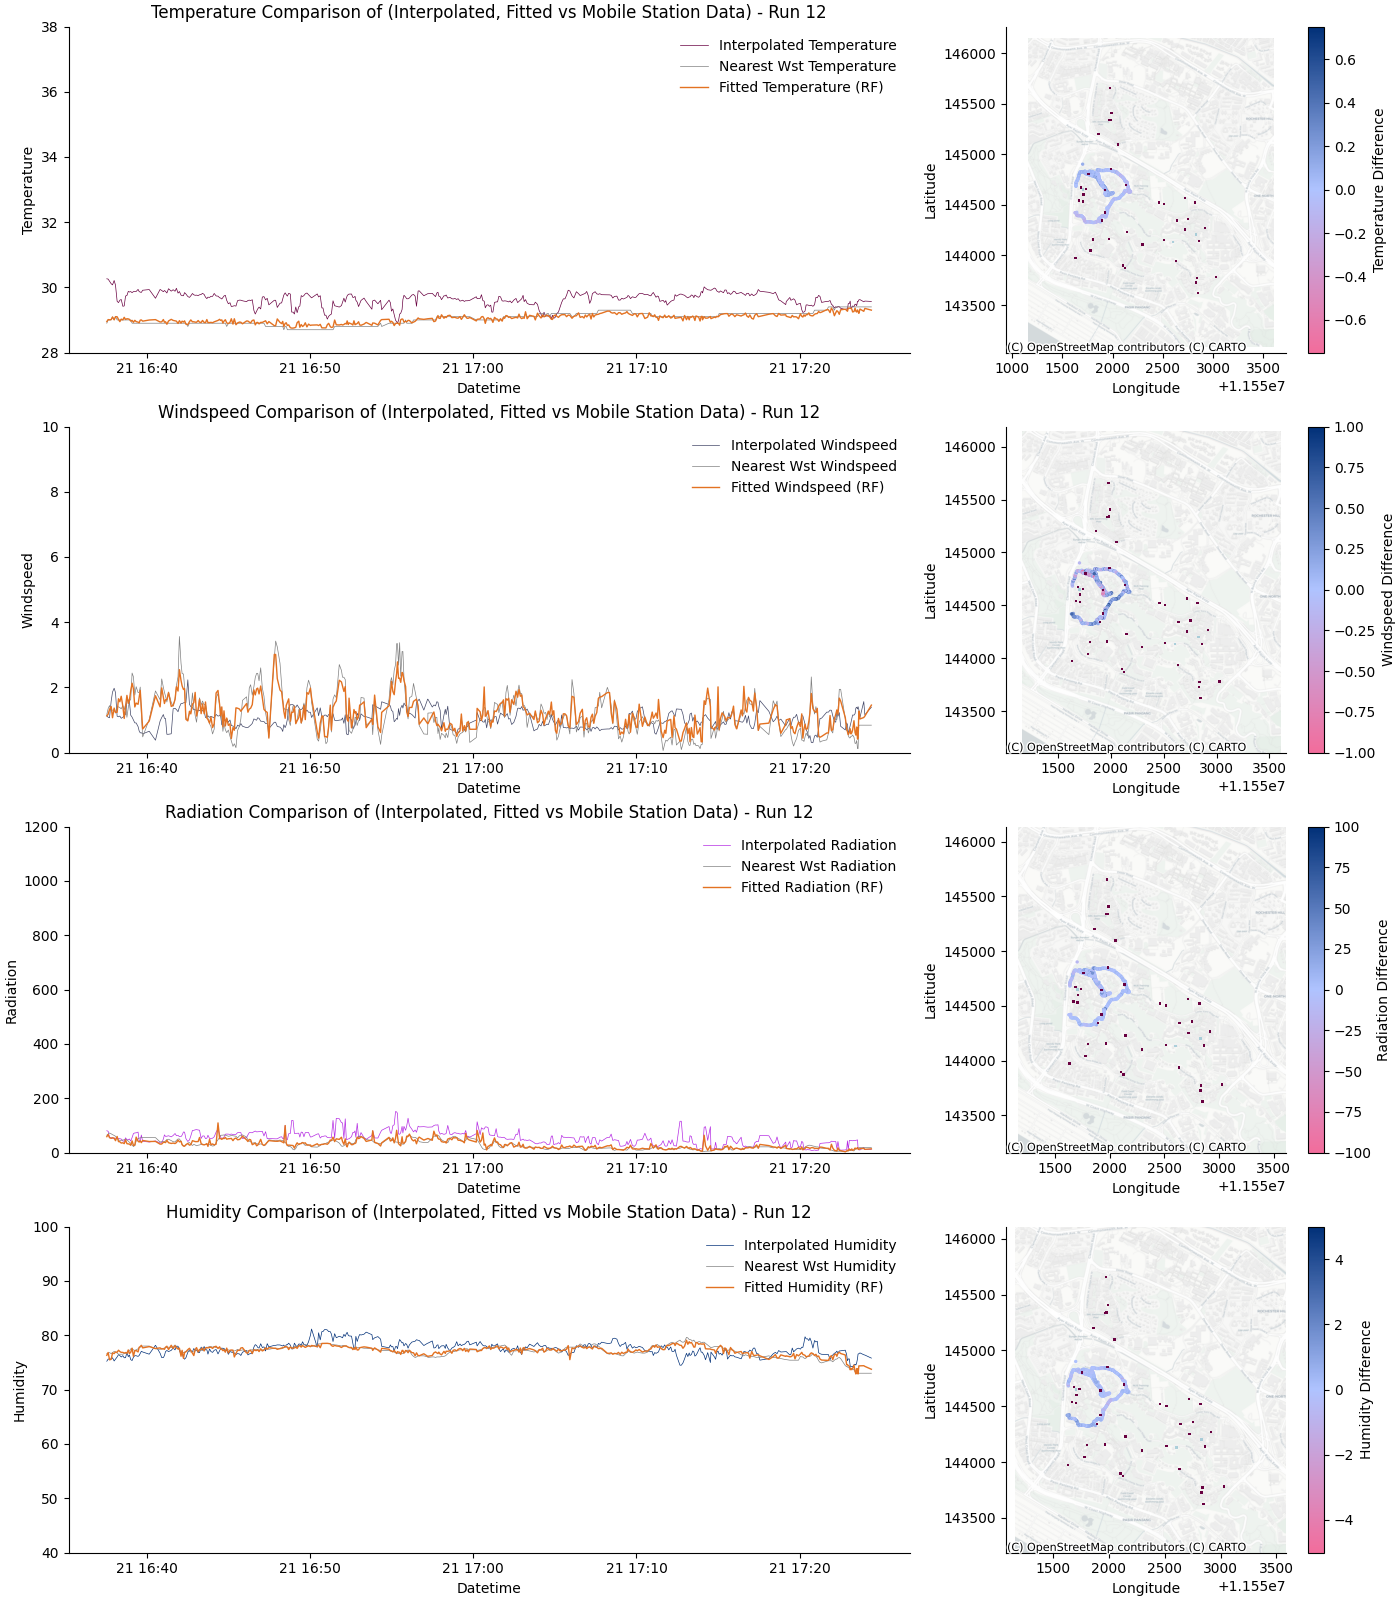 Temperature Comparison of (Interpolated, Fitted vs Mobile Station Data) - Run 12
38
36
34
32
30
28
Temperature
Interpolated Temperature
Nearest Wst Temperature
Fitted Temperature (RF)
21 16:40
21 16:50
21 17:00
21 17:10
21 17:20
Datetime
146000
145500
145000
144500
144000
143500
Latitude
(C) OpenStreetMap contributors (C) CARTO
1000
1500
2000
2500
3000
3500
Longitude
+1.155e7
0.6
0.4
0.2
0.0
−0.2
−0.4
−0.6
Temperature Difference
Windspeed Comparison of (Interpolated, Fitted vs Mobile Station Data) - Run 12
10
8
6
4
2
0
Windspeed
Interpolated Windspeed
Nearest Wst Windspeed
Fitted Windspeed (RF)
21 16:40
21 16:50
21 17:00
21 17:10
21 17:20
Datetime
146000
145500
145000
144500
144000
143500
Latitude
(C) OpenStreetMap contributors (C) CARTO
1500
2000
2500
3000
3500
Longitude
+1.155e7
1.00
0.75
0.50
0.25
0.00
−0.25
−0.50
−0.75
−1.00
Windspeed Difference
Radiation Comparison of (Interpolated, Fitted vs Mobile Station Data) - Run 12
1200
1000
800
600
400
200
0
Radiation
Interpolated Radiation
Nearest Wst Radiation
Fitted Radiation (RF)
21 16:40
21 16:50
21 17:00
21 17:10
21 17:20
Datetime
146000
145500
145000
144500
144000
143500
Latitude
(C) OpenStreetMap contributors (C) CARTO
1500
2000
2500
3000
3500
Longitude
+1.155e7
100
75
50
25
0
−25
−50
−75
−100
Radiation Difference
Humidity Comparison of (Interpolated, Fitted vs Mobile Station Data) - Run 12
100
90
80
70
60
50
40
Humidity
Interpolated Humidity
Nearest Wst Humidity
Fitted Humidity (RF)
21 16:40
21 16:50
21 17:00
21 17:10
21 17:20
Datetime
146000
145500
145000
144500
144000
143500
Latitude
(C) OpenStreetMap contributors (C) CARTO
1500
2000
2500
3000
3500
Longitude
+1.155e7
4
2
0
−2
−4
Humidity Difference